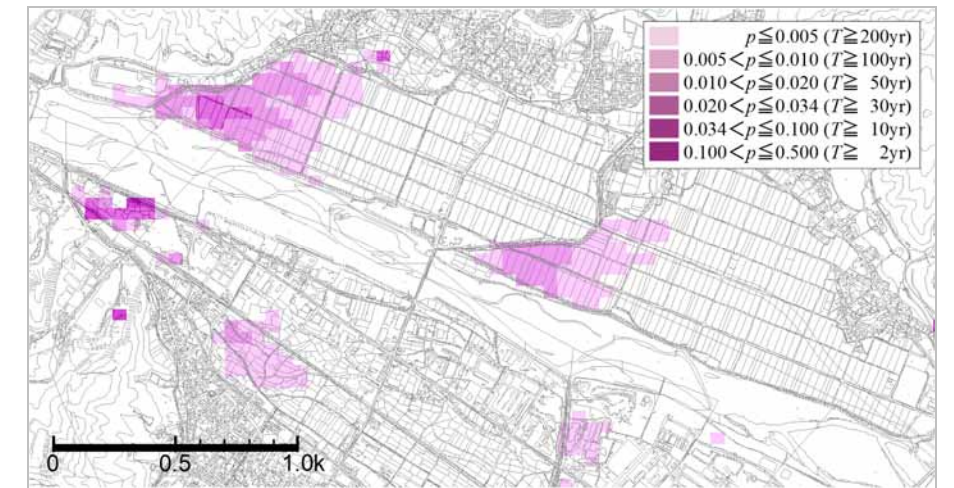 p≦0.005 (T≧200yr)
0.005<p≦0.010 (T≧100yr)
0.010<p≦0.020 (T≧ 50yr)
0.020<p≦0.034 (T≧ 30yr)
0.034<p≦0.100 (T≧ 10yr)
0.100<p≦0.500 (T≧ 2yr)
0 0.5 1.0k